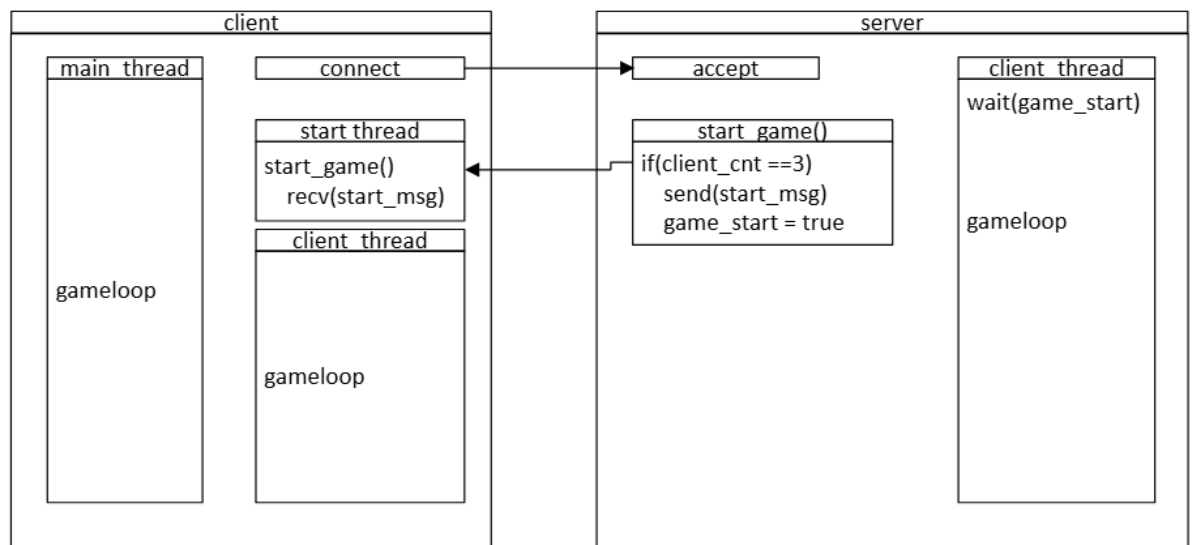 client
main_thread
gameloop
connect
start thread
start_game()
recv(start_msg)
client_thread
gameloop
server
accept
start_game()
if(client_cnt ==3)
send(start_msg)
game_start = true
client_thread
wait(game_start)
gameloop